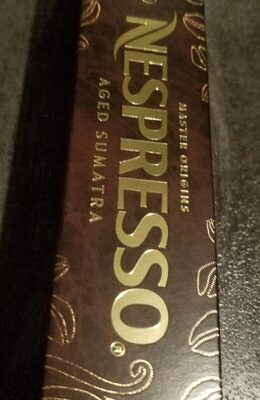 MASTER ORIGINS
NESPRESSO®
AGED SUMATRA